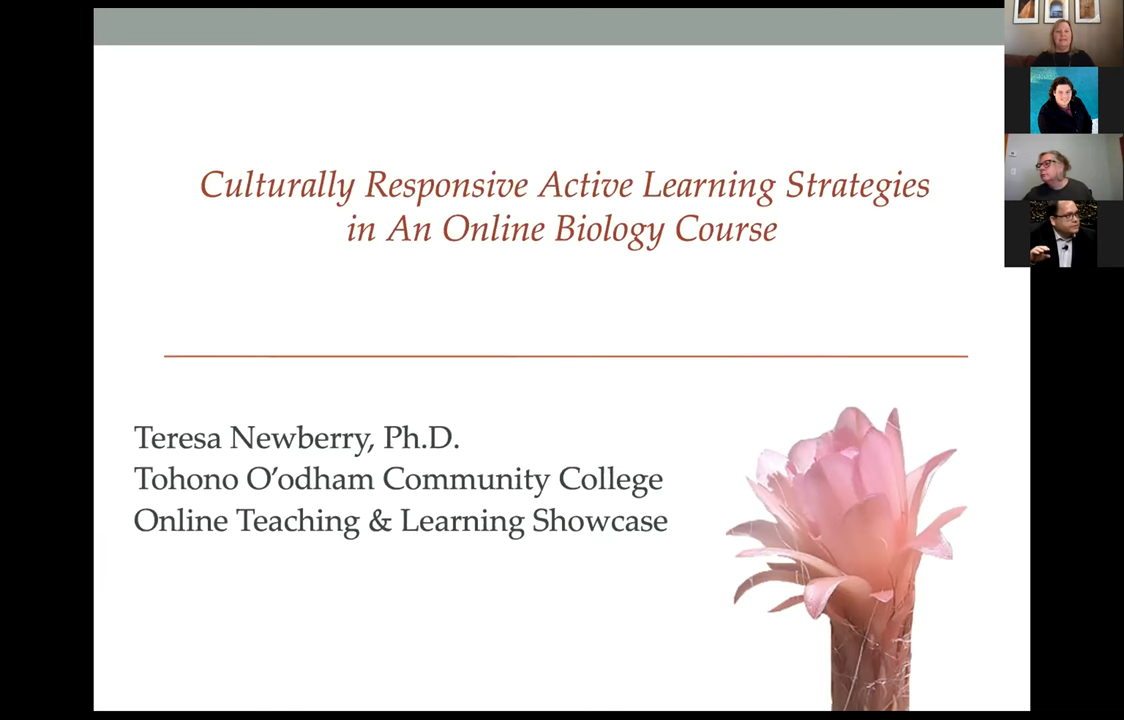 Culturally Responsive Active Learning Strategies
in An Online Biology Course
Teresa Newberry, Ph.D.
Tohono O’odham Community College
Online Teaching & Learning Showcase